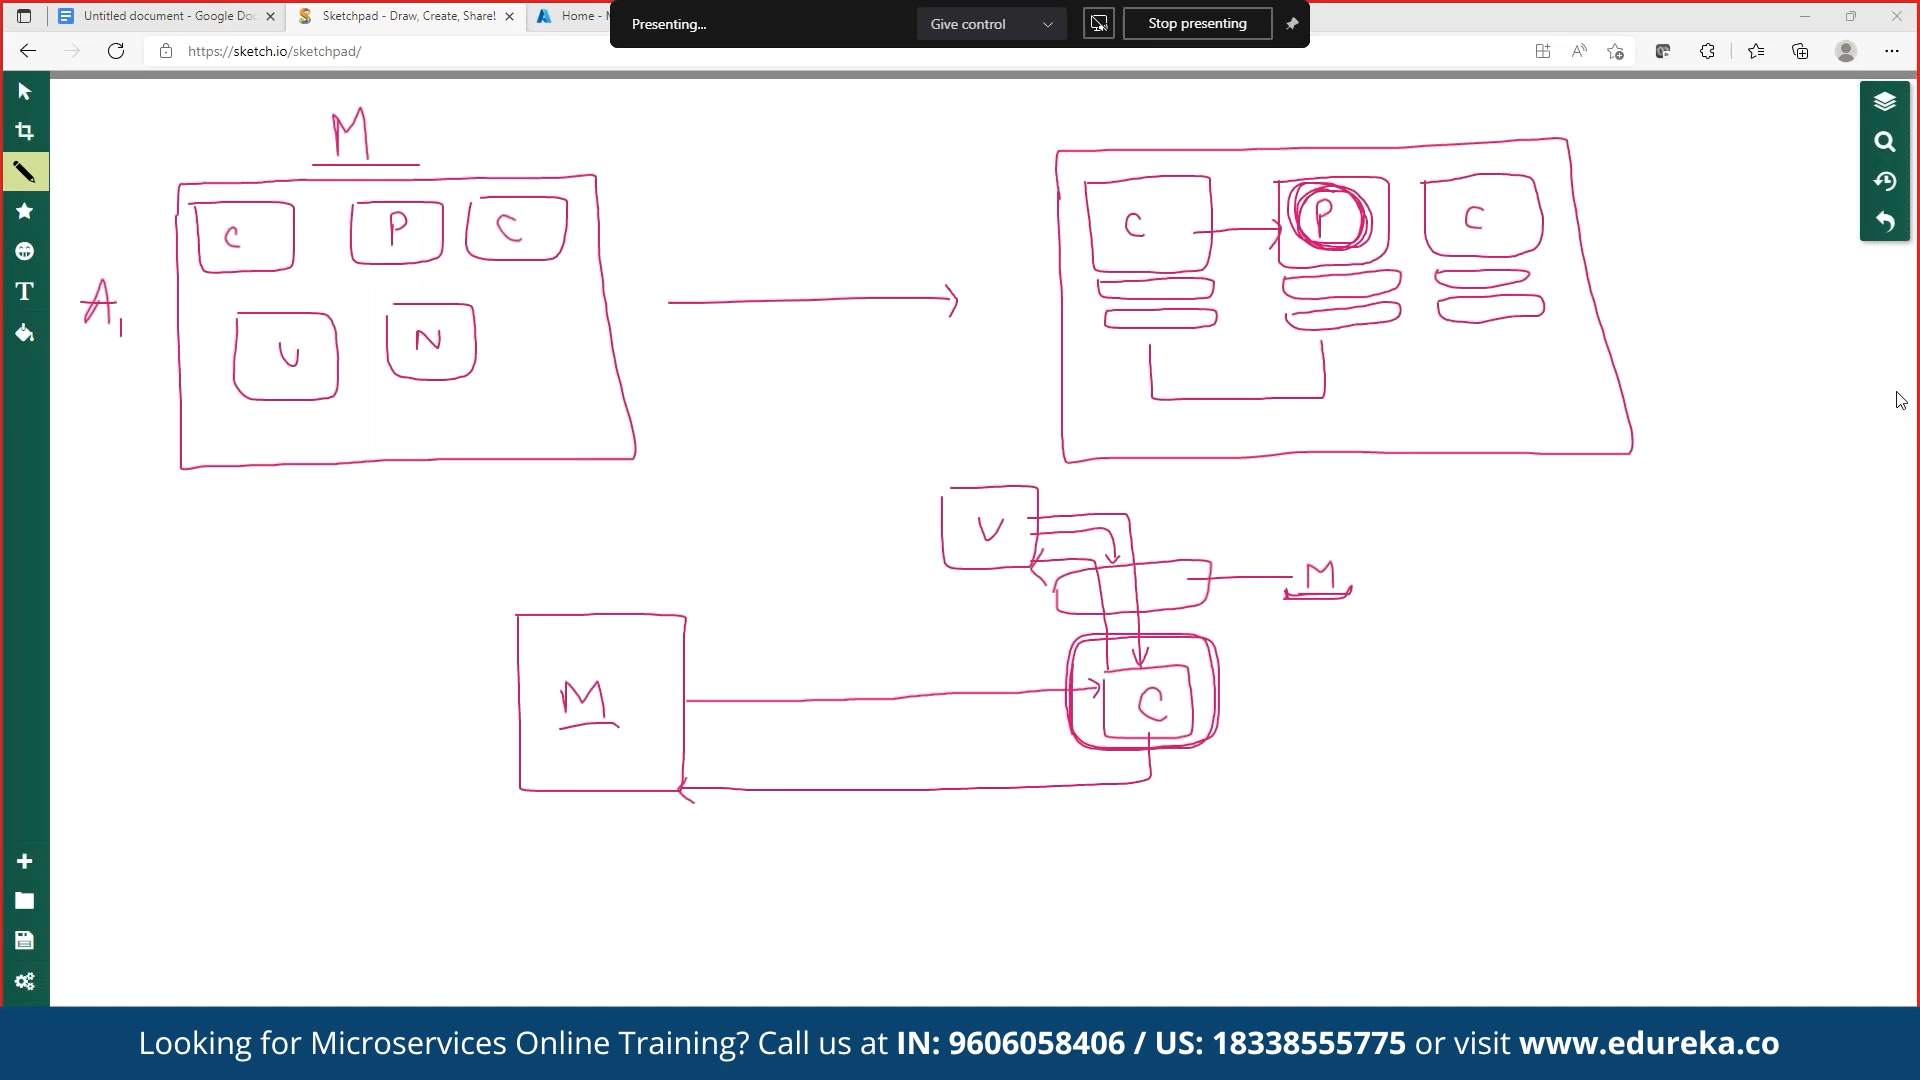 Untitled document - Google Doc
Sketchpad - Draw, Create, Share!
Home - M
Presenting...
Give control
Stop presenting
https://sketch.io/sketchpad/
M
C P C
A1
U N
C P C
V
M
M
C
T
Looking for Microservices Online Training? Call us at IN: 9606058406 / US: 18338555775 or visit www.edureka.co